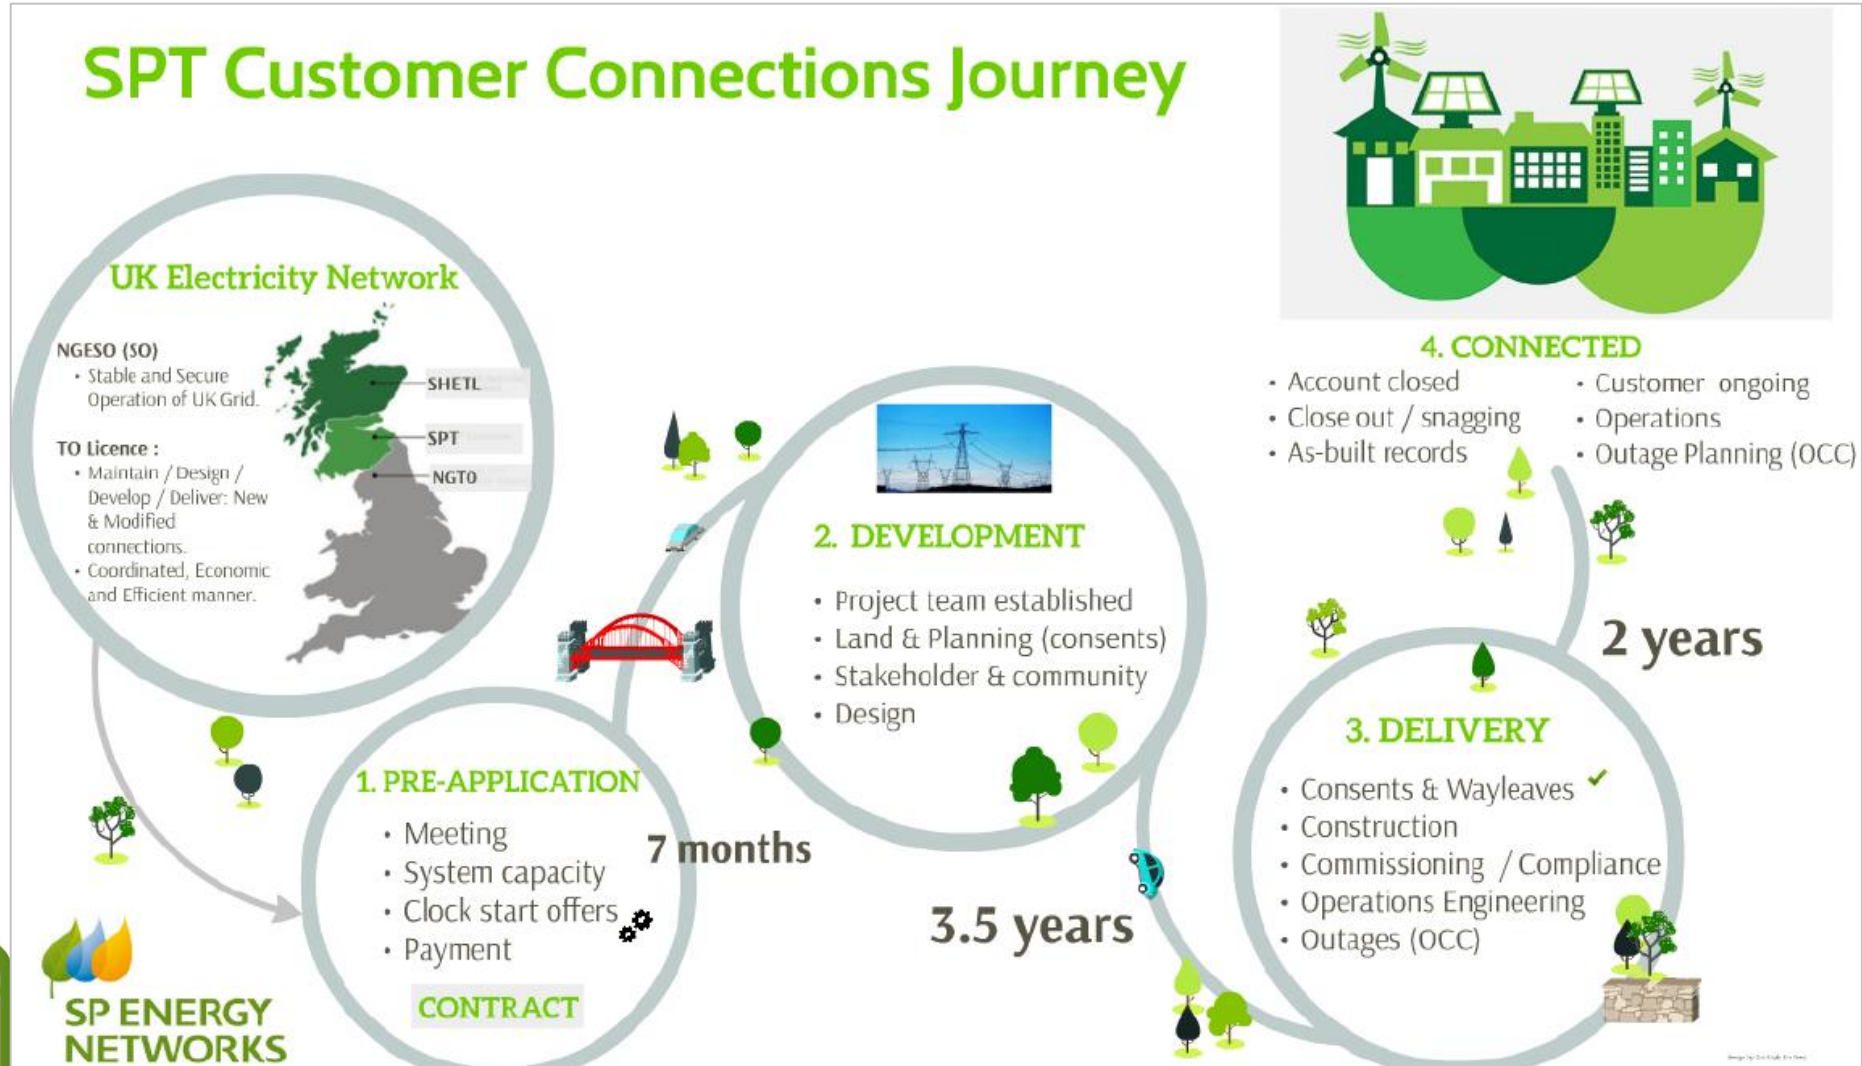 SPT Customer Connections Journey
UK Electricity Network
NGESO (SO)
• Stable and Secure
Operation of UK Grid.
TO Licence :
• Maintain / Design /
Develop / Deliver: New
& Modified
connections.
• Coordinated, Economic
and Efficient manner.
SHETL
SPT
NGTO
1. PRE-APPLICATION
• Meeting
• System capacity
• Clock start offers
• Payment
CONTRACT
7 months
2. DEVELOPMENT
• Project team established
• Land & Planning (consents)
• Stakeholder & community
• Design
3.5 years
3. DELIVERY
• Consents & Wayleaves ✔
• Construction
• Commissioning / Compliance
• Operations Engineering
• Outages (OCC)
2 years
4. CONNECTED
• Account closed
• Close out / snagging
• As-built records
• Customer ongoing
• Operations
• Outage Planning (OCC)
SP ENERGY
NETWORKS